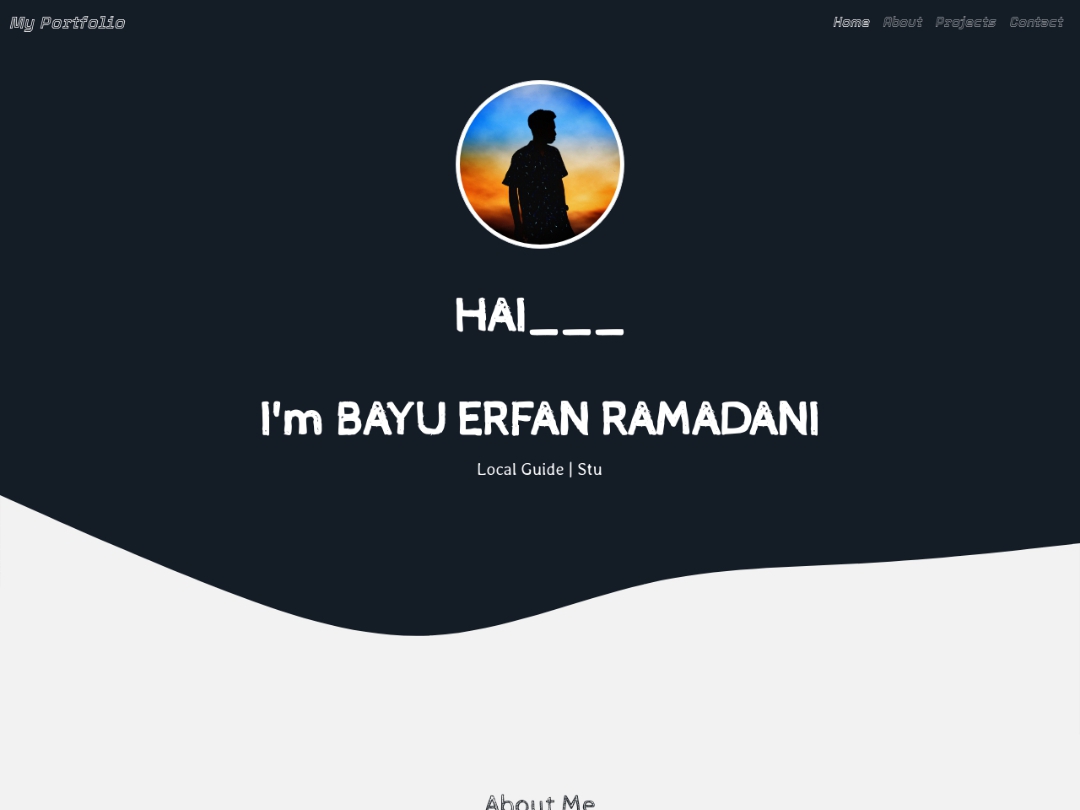 My Portfolio
Home About Projects Contact
HAI___
I'm BAYU ERFAN RAMADANI
Local Guide | Stu
About Me